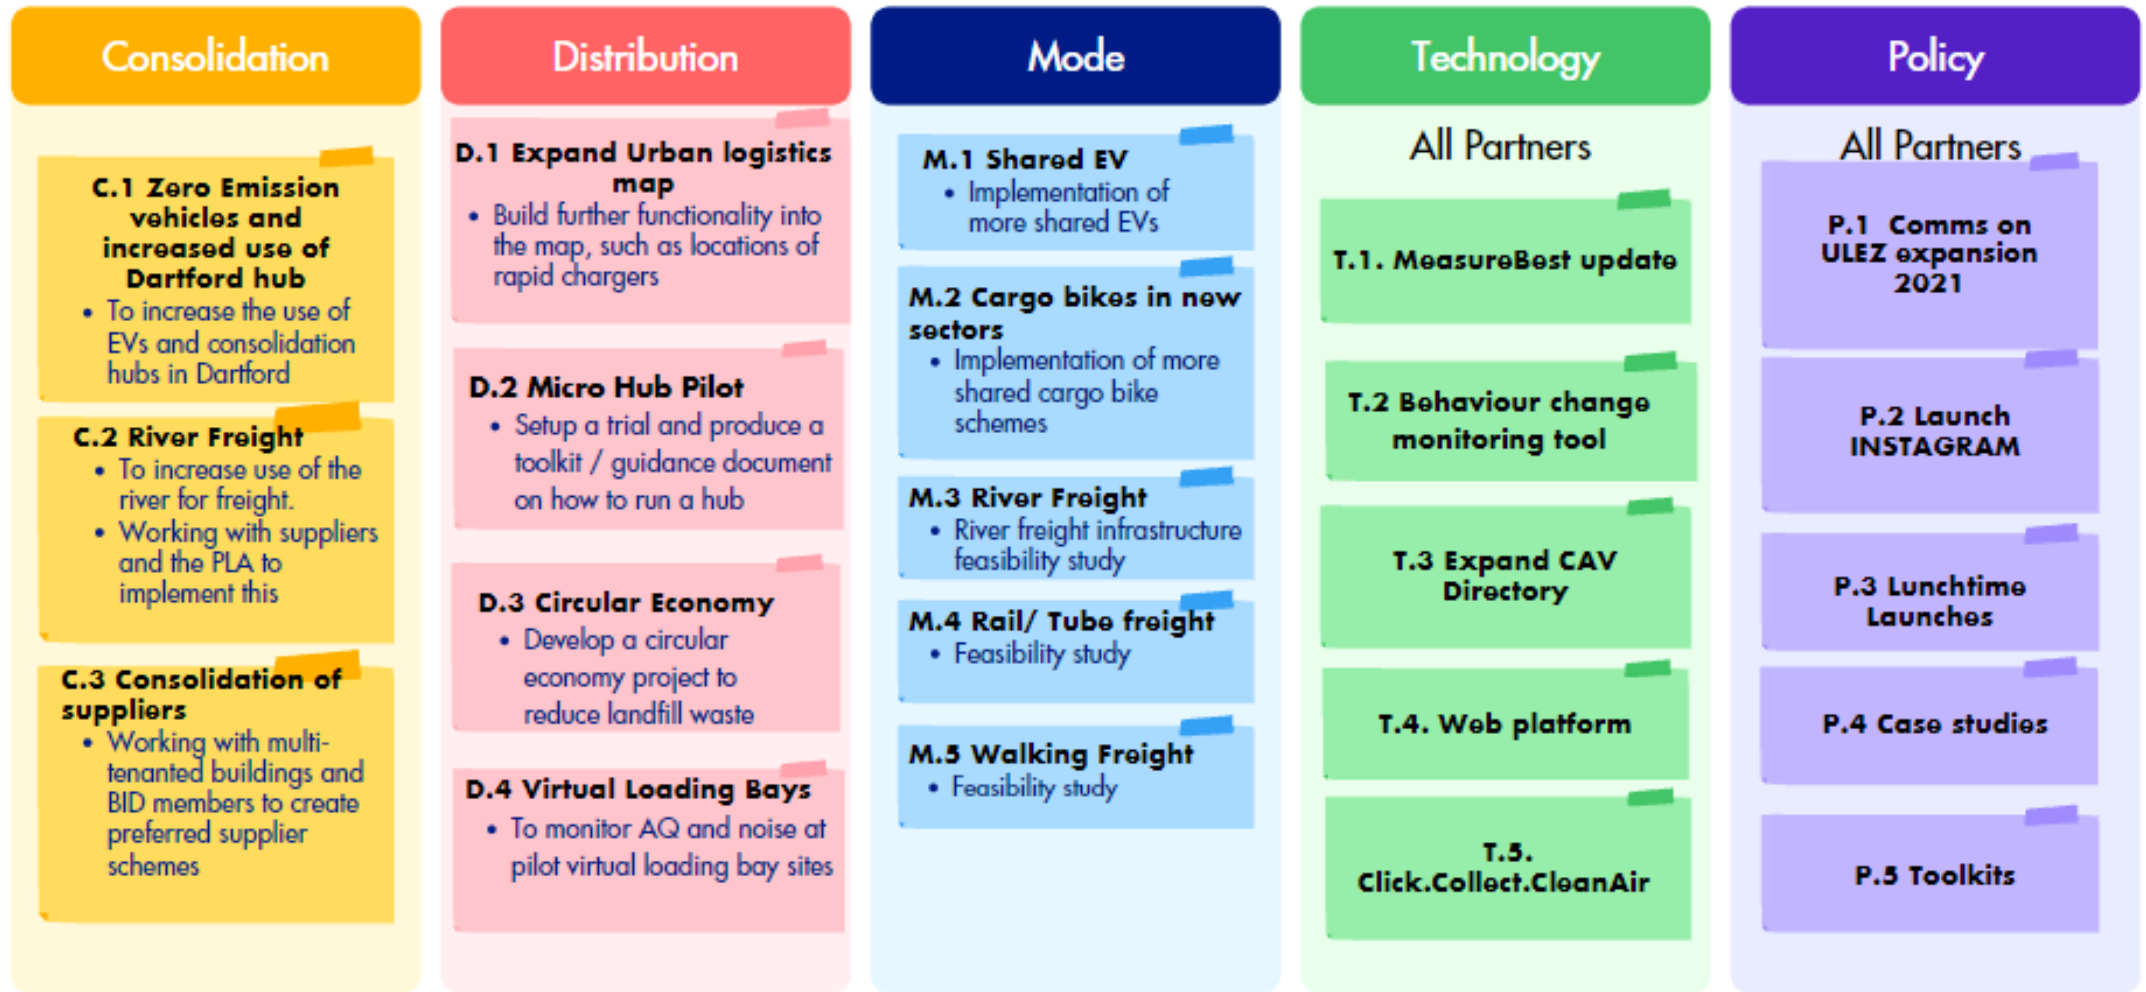 Consolidation
C.1 Zero Emission
vehicles and
increased use of
Dartford hub
• To increase the use of
EVs and consolidation
hubs in Dartford
C.2 River Freight
• To increase use of the
river for freight.
• Working with suppliers
and the PLA to
implement this
C.3 Consolidation of
suppliers
• Working with multi-
tenanted buildings and
BID members to create
preferred supplier
schemes
Distribution
D.1 Expand Urban logistics
map
• Build further functionality into
the map, such as locations of
rapid chargers
D.2 Micro Hub Pilot
• Setup a trial and produce a
toolkit / guidance document
on how to run a hub
D.3 Circular Economy
• Develop a circular
economy project to
reduce landfill waste
D.4 Virtual Loading Bays
• To monitor AQ and noise at
pilot virtual loading bay sites
Mode
M.1 Shared EV
• Implementation of
more shared EVs
M.2 Cargo bikes in new
sectors
• Implementation of more
shared cargo bike
schemes
M.3 River Freight
• River freight infrastructure
feasibility study
M.4 Rail/ Tube freight
• Feasibility study
M.5 Walking Freight
• Feasibility study
Technology
All Partners
T.1. MeasureBest update
T.2 Behaviour change
monitoring tool
T.3 Expand CAV
Directory
T.4. Web platform
T.5.
Click.Collect.CleanAir
Policy
All Partners
P.1 Comms on
ULEZ expansion
2021
P.2 Launch
INSTAGRAM
P.3 Lunchtime
Launches
P.4 Case studies
P.5 Toolkits